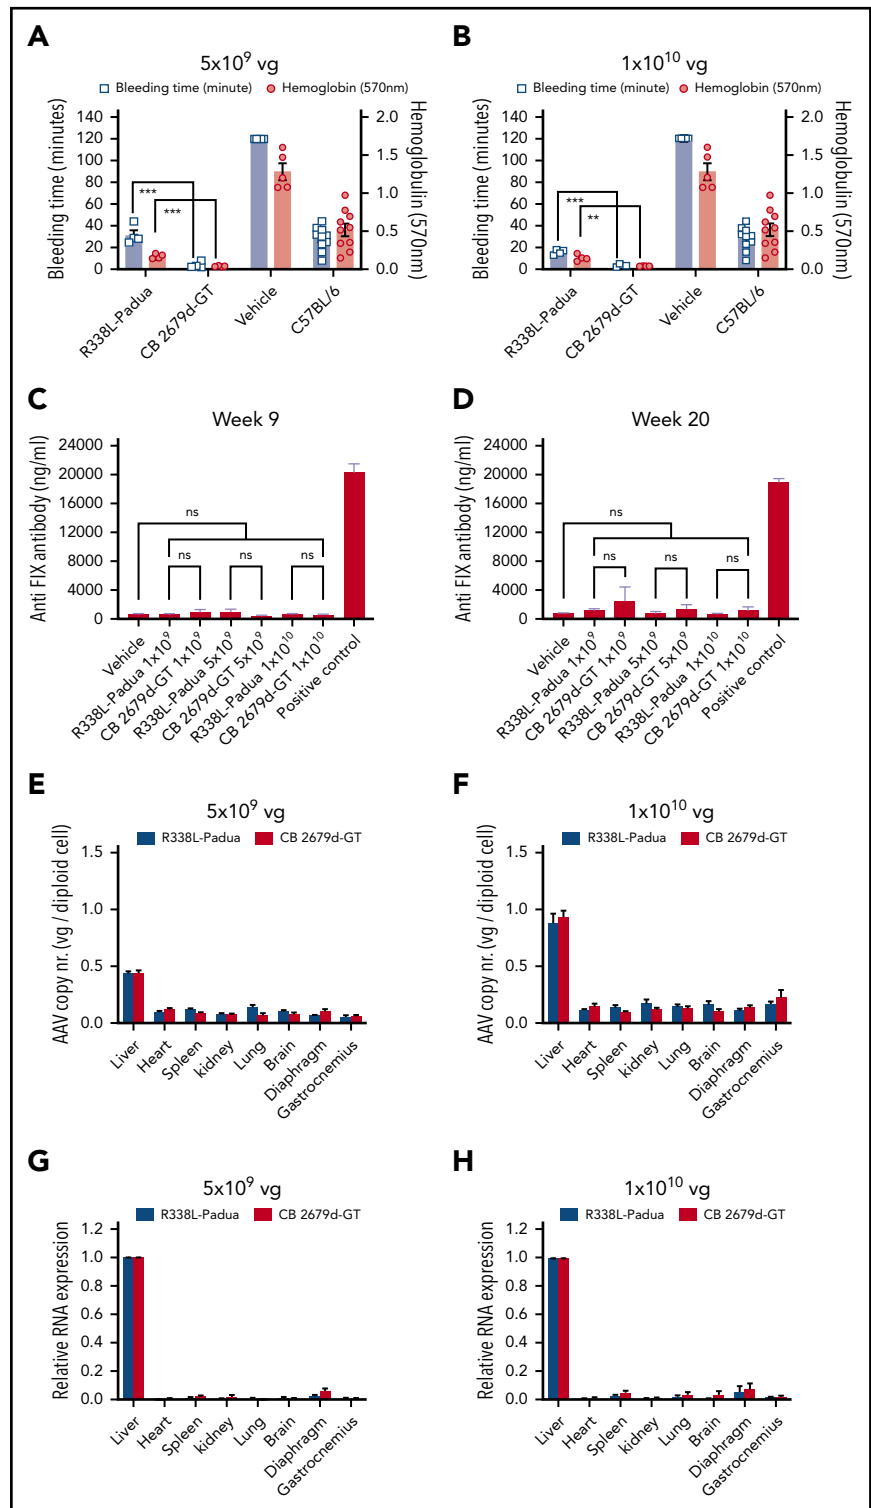 A
5x10⁹ vg
Bleeding time (minute) Hemoglobin (570nm)
Bleeding time (minutes)
140
120
100
80
60
40
20
0
***
***
2.0
1.5
1.0
0.5
0.0
Hemoglobulin (570nm)
R338L-Padua
CB 2679d-GT
Vehicle
C57BL/6
B
1x10¹⁰ vg
Bleeding time (minute) Hemoglobin (570nm)
Bleeding time (minutes)
140
120
100
80
60
40
20
0
***
**
2.0
1.5
1.0
0.5
0.0
Hemoglobulin (570nm)
R338L-Padua
CB 2679d-GT
Vehicle
C57BL/6
C
Week 9
Anti FIX antibody (ng/ml)
24000
20000
16000
12000
8000
4000
0
ns
ns ns ns
Vehicle
R338L-Padua 1x10⁹
CB 2679d-GT 1x10⁹
R338L-Padua 5x10⁹
CB 2679d-GT 5x10⁹
R338L-Padua 1x10¹⁰
CB 2679d-GT 1x10¹⁰
Positive control
D
Week 20
Anti FIX antibody (ng/ml)
24000
20000
16000
12000
8000
4000
0
ns
ns ns ns
Vehicle
R338L-Padua 1x10⁹
CB 2679d-GT 1x10⁹
R338L-Padua 5x10⁹
CB 2679d-GT 5x10⁹
R338L-Padua 1x10¹⁰
CB 2679d-GT 1x10¹⁰
Positive control
E
5x10⁹ vg
R338L-Padua CB 2679d-GT
AAV copy nr. (vg / diploid cell)
1.5
1.0
0.5
0.0
Liver
Heart
Spleen
kidney
Lung
Brain
Diaphragm
Gastrocnemius
F
1x10¹⁰ vg
R338L-Padua CB 2679d-GT
AAV copy nr. (vg / diploid cell)
1.5
1.0
0.5
0.0
Liver
Heart
Spleen
kidney
Lung
Brain
Diaphragm
Gastrocnemius
G
5x10⁹ vg
R338L-Padua CB 2679d-GT
Relative RNA expression
1.2
1.0
0.8
0.6
0.4
0.2
0.0
Liver
Heart
Spleen
kidney
Lung
Brain
Diaphragm
Gastrocnemius
H
1x10¹⁰ vg
R338L-Padua CB 2679d-GT
Relative RNA expression
1.2
1.0
0.8
0.6
0.4
0.2
0.0
Liver
Heart
Spleen
kidney
Lung
Brain
Diaphragm
Gastrocnemius